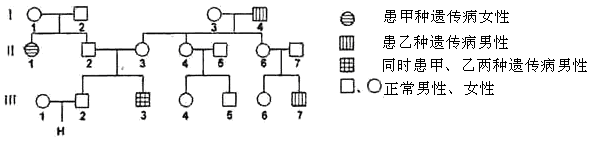 I
1 2 3 4
患甲种遗传病女性
II
1 2 3 4 5 6 7
患乙种遗传病男性
同时患甲、乙两种遗传病男性
III
1 2 3 4 5 6 7
、 正常男性、女性
H